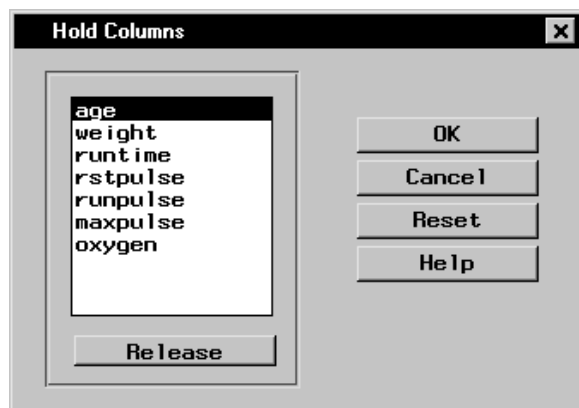 Hold Columns
age
weight
runtime
rstpulse
runpulse
maxpulse
oxygen
Release
OK
Cancel
Reset
Help